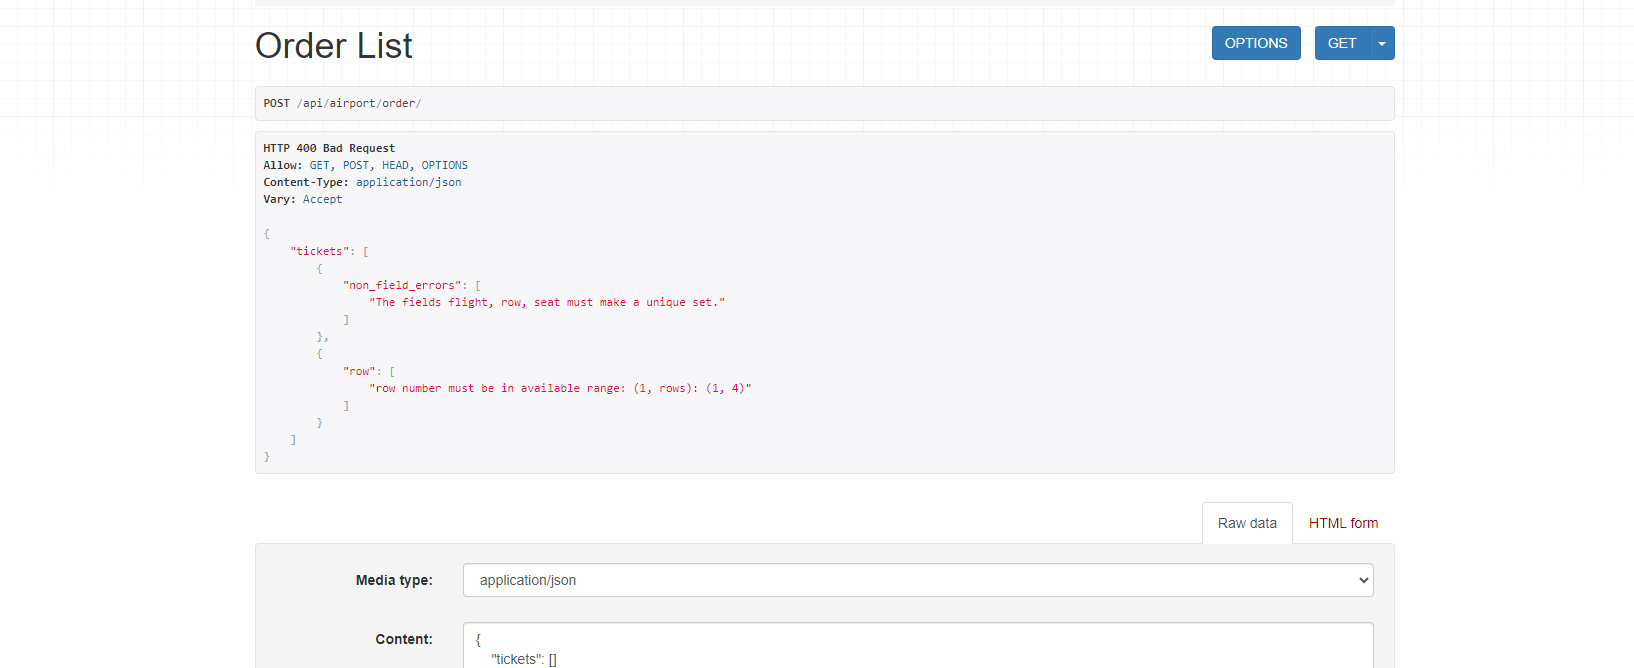 Order List
OPTIONS
GET
POST /api/airport/order/
HTTP 400 Bad Request
Allow: GET, POST, HEAD, OPTIONS
Content-Type: application/json
Vary: Accept
{
    "tickets": [
        {
            "non_field_errors": [
                "The fields flight, row, seat must make a unique set."
            ]
        },
        {
            "row": [
                "row number must be in available range: (1, rows): (1, 4)"
            ]
        }
    ]
}
Raw data
HTML form
Media type:
application/json
Content:
{
    "tickets": []